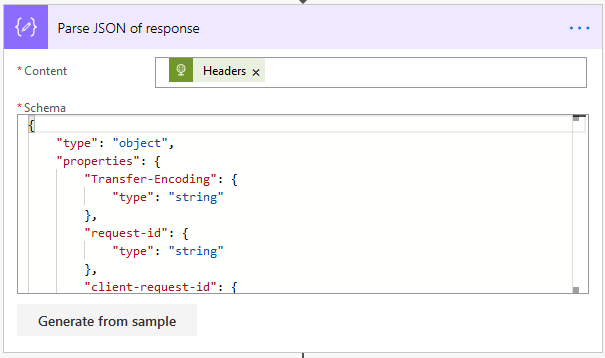 Parse JSON of response
* Content
Headers ×
* Schema
{
    "type": "object",
    "properties": {
        "Transfer-Encoding": {
            "type": "string"
        },
        "request-id": {
            "type": "string"
        },
        "client-request-id": {
Generate from sample